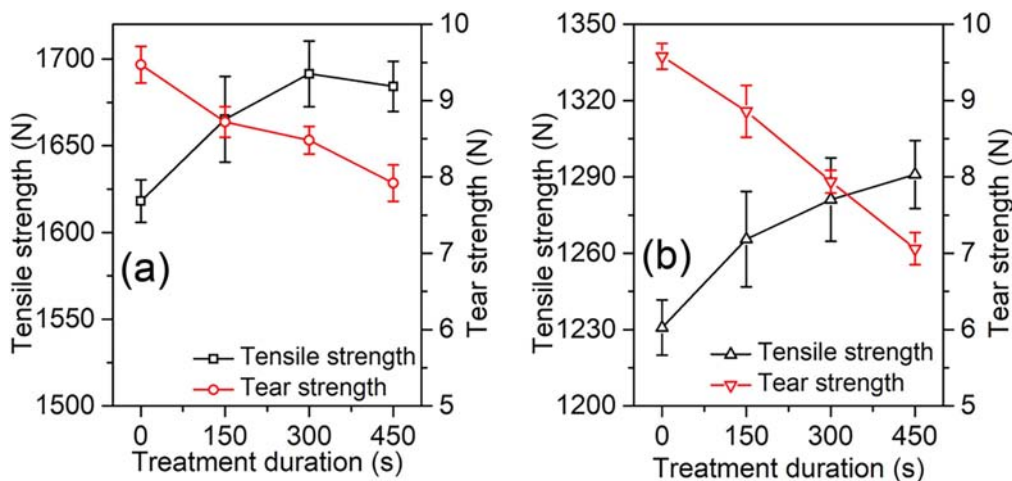 1700
1650
1600
1550
1500
Tensile strength (N)
10
9
8
7
6
5
Tear strength (N)
(a)
Tensile strength
Tear strength
0 150 300 450
Treatment duration (s)
1350
1320
1290
1260
1230
1200
Tensile strength (N)
10
9
8
7
6
5
Tear strength (N)
(b)
Tensile strength
Tear strength
0 150 300 450
Treatment duration (s)